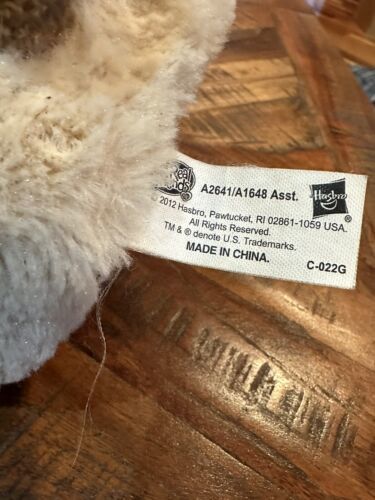 A2641/A1648 Asst.
Hasbro
2012 Hasbro, Pawtucket, RI 02861-1059 USA.
All Rights Reserved.
TM & ® denote U.S. Trademarks.
MADE IN CHINA.
C-022G